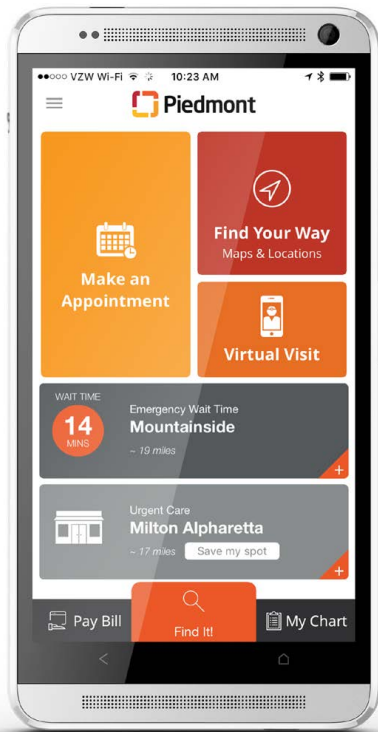 VZW Wi-Fi 10:23 AM
Piedmont
Make an
Appointment
Find Your Way
Maps & Locations
Virtual Visit
WAIT TIME
14
MINS
Emergency Wait Time
Mountainside
~ 19 miles
+
Urgent Care
Milton Alpharetta
~ 17 miles Save my spot
+
Pay Bill
Find It!
My Chart